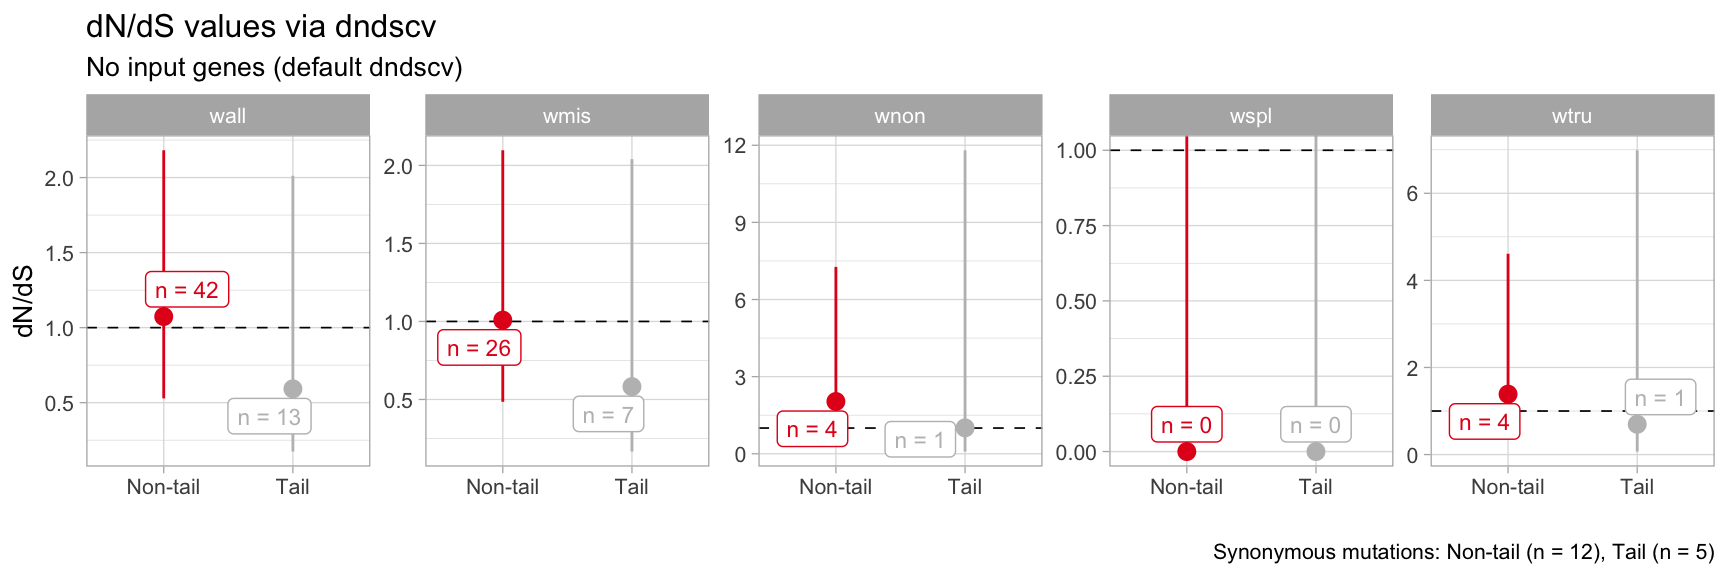 dN/dS values via dndscv
No input genes (default dndscv)
wall
wmis
wnon
wspl
wtru
dN/dS
2.0
1.5
1.0
0.5
n = 42
n = 13
Non-tail
Tail
2.0
1.5
1.0
0.5
n = 26
n = 7
Non-tail
Tail
12
9
6
3
0
n = 4
n = 1
Non-tail
Tail
1.00
0.75
0.50
0.25
0.00
n = 0
n = 0
Non-tail
Tail
6
4
2
0
n = 4
n = 1
Non-tail
Tail
Synonymous mutations: Non-tail (n = 12), Tail (n = 5)